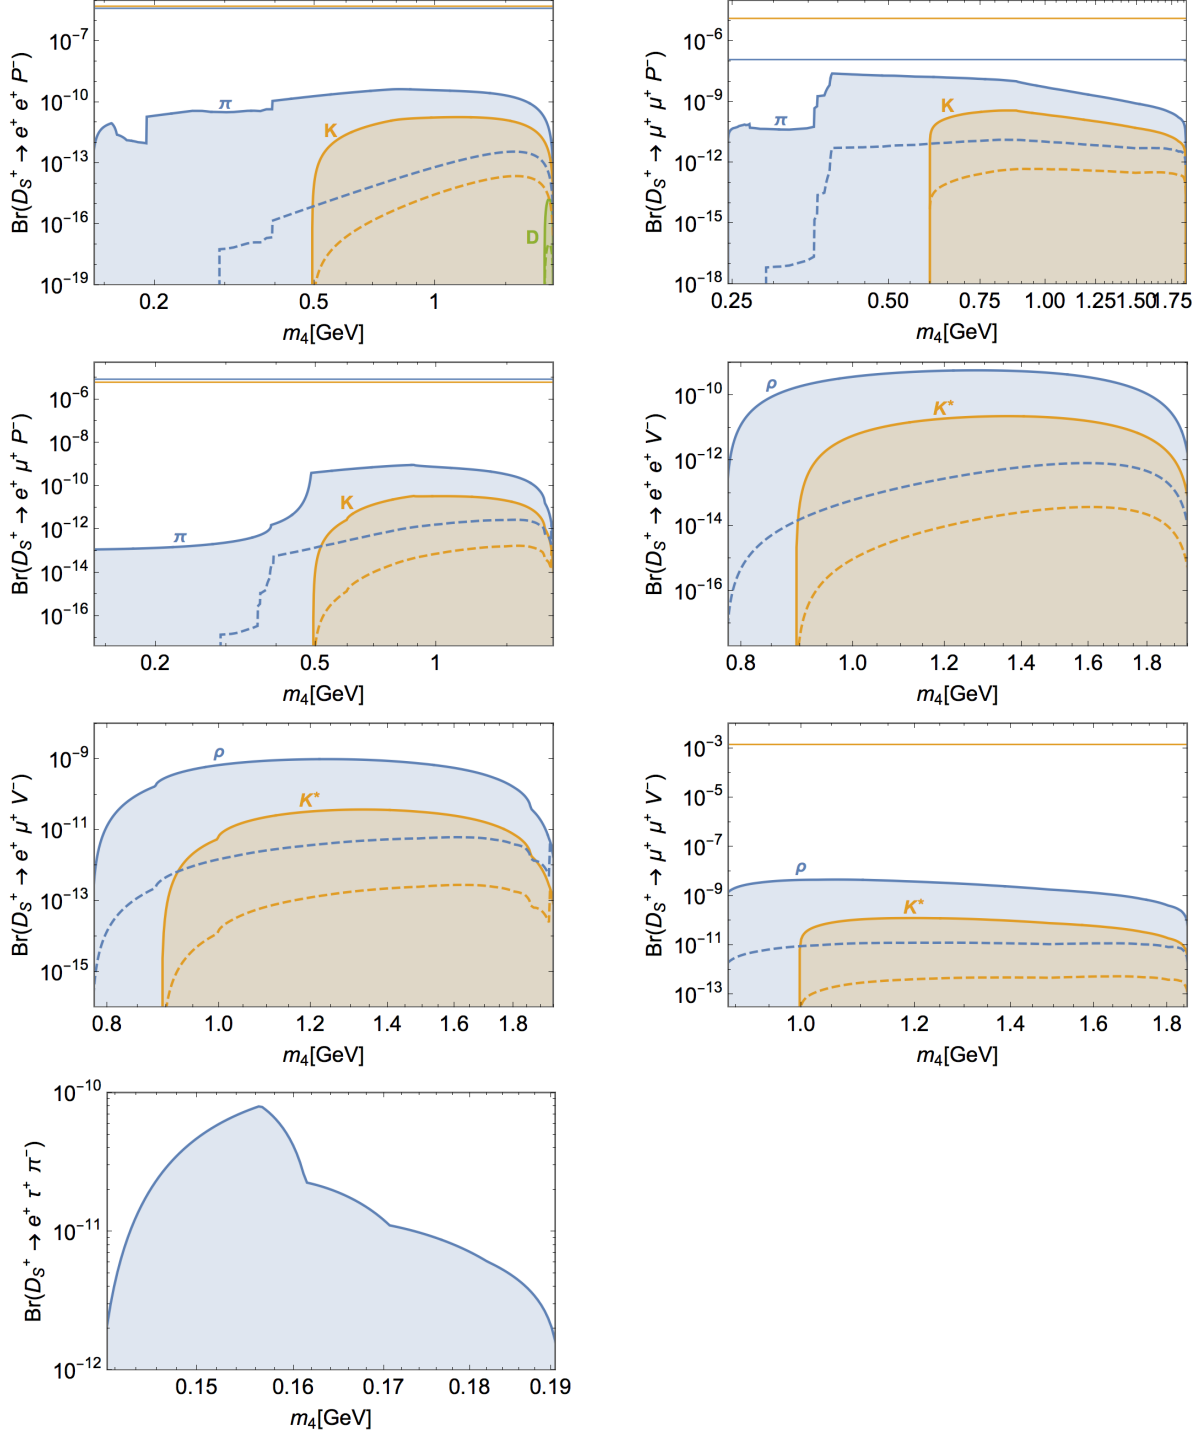 Br(D_S^+ → e^+ e^+ P^-)
10^-7
10^-10
10^-13
10^-16
10^-19
π
K
D
0.2 0.5 1
m_4[GeV]
Br(D_S^+ → μ^+ μ^+ P^-)
10^-6
10^-9
10^-12
10^-15
10^-18
π
K
0.25 0.50 0.75 1.00 1.25 1.50 1.75
m_4[GeV]
Br(D_S^+ → e^+ μ^+ P^-)
10^-6
10^-8
10^-10
10^-12
10^-14
10^-16
π
K
0.2 0.5 1
m_4[GeV]
Br(D_S^+ → e^+ e^+ V^-)
10^-10
10^-12
10^-14
10^-16
ρ
K*
0.8 1.0 1.2 1.4 1.6 1.8
m_4[GeV]
Br(D_S^+ → e^+ μ^+ V^-)
10^-9
10^-11
10^-13
10^-15
ρ
K*
0.8 1.0 1.2 1.4 1.6 1.8
m_4[GeV]
Br(D_S^+ → μ^+ μ^+ V^-)
10^-3
10^-5
10^-7
10^-9
10^-11
10^-13
ρ
K*
1.0 1.2 1.4 1.6 1.8
m_4[GeV]
Br(D_S^+ → e^+ τ^+ π^-)
10^-10
10^-11
10^-12
0.15 0.16 0.17 0.18 0.19
m_4[GeV]